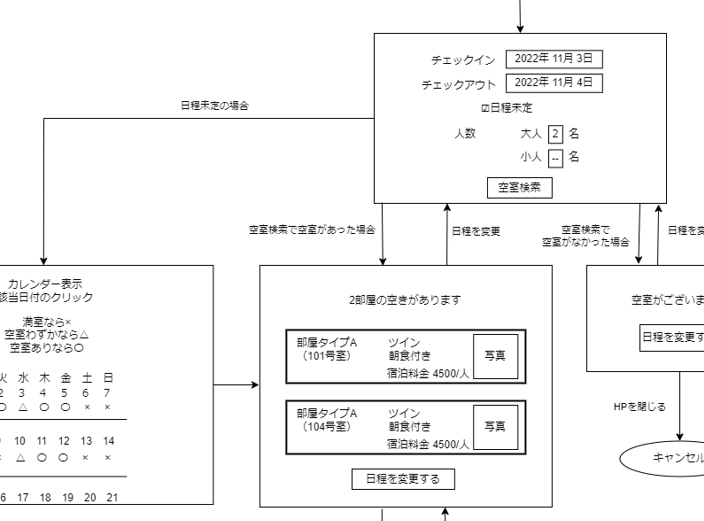 チェックイン 2022年 11月 3日
チェックアウト 2022年 11月 4日
☑日程未定
人数 大人 2 名
小人 -- 名
空室検索
日程未定の場合
空室検索で空室があった場合
日程を変更
空室検索で
空室がなかった場合
日程を変
カレンダー表示
該当日付のクリック
満室なら×
空室わずかなら△
空室ありなら〇
火 水 木 金 土 日
2 3 4 5 6 7
〇 △ 〇 〇 × ×
10 11 12 13 14
△ 〇 〇 × ×
16 17 18 19 20 21
2部屋の空きがあります
部屋タイプA ツイン
(101号室) 朝食付き 写真
宿泊料金 4500/人
部屋タイプA ツイン
(104号室) 朝食付き 写真
宿泊料金 4500/人
日程を変更する
空室がございま
日程を変更す
HPを閉じる
キャンセル